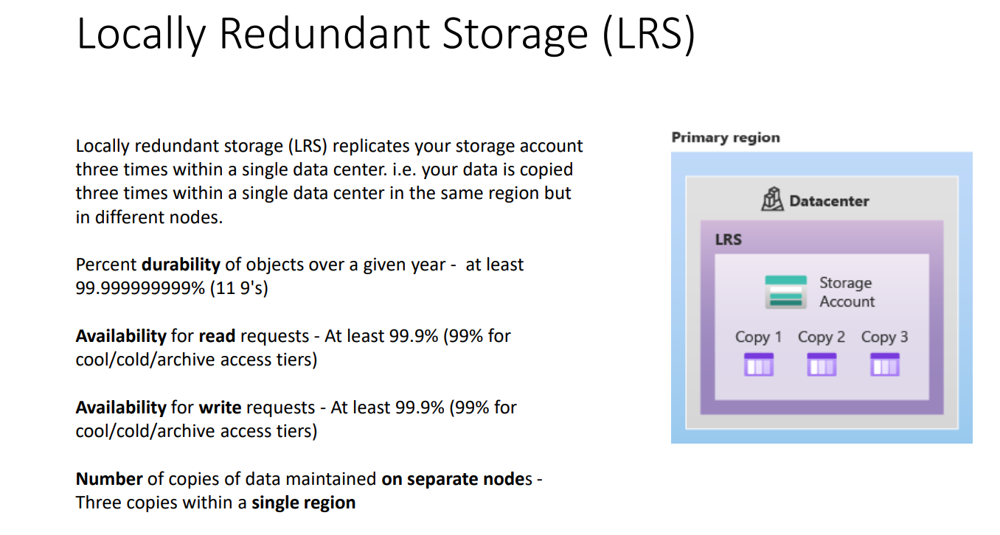 Locally Redundant Storage (LRS)
Locally redundant storage (LRS) replicates your storage account
three times within a single data center. i.e. your data is copied
three times within a single data center in the same region but
in different nodes.
Percent durability of objects over a given year -  at least
99.999999999% (11 9's)
Availability for read requests - At least 99.9% (99% for
cool/cold/archive access tiers)
Availability for write requests - At least 99.9% (99% for
cool/cold/archive access tiers)
Number of copies of data maintained on separate nodes -
Three copies within a single region
Primary region
Datacenter
LRS
Storage
Account
Copy 1 Copy 2 Copy 3